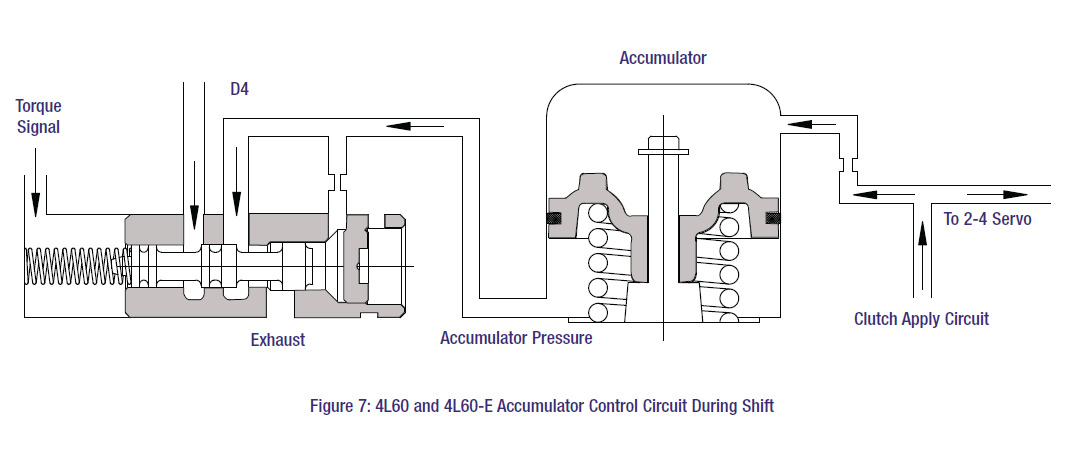 Accumulator
D4
Torque
Signal
To 2-4 Servo
Clutch Apply Circuit
Exhaust
Accumulator Pressure
Figure 7: 4L60 and 4L60-E Accumulator Control Circuit During Shift